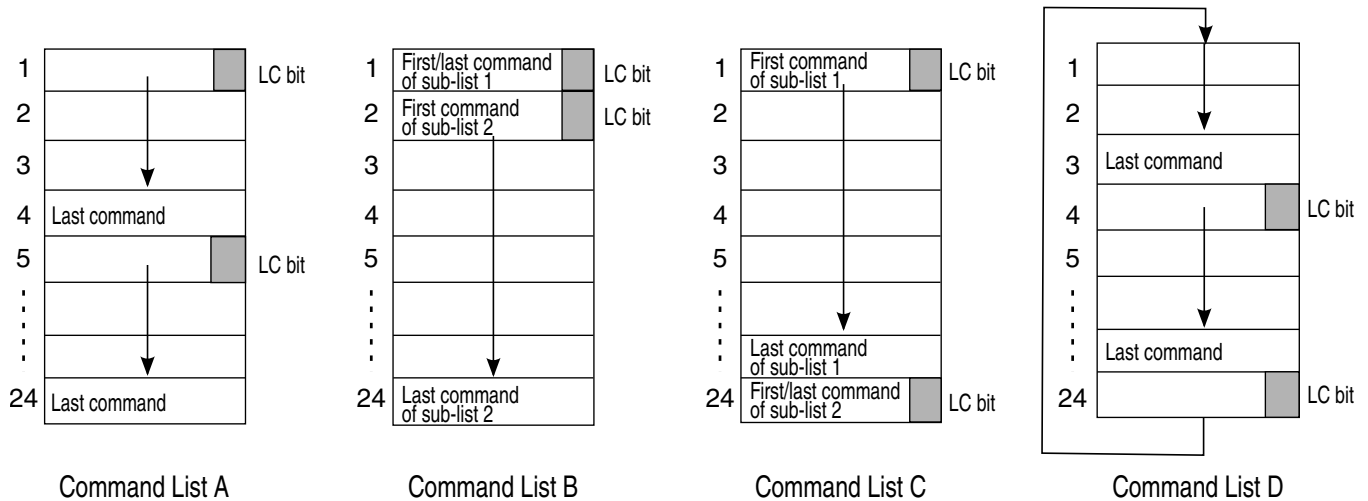 1
LC bit
2
3
4
Last command
5
LC bit
24
Last command
Command List A
1
First/last command
of sub-list 1
LC bit
2
First command
of sub-list 2
LC bit
3
4
5
24
Last command
of sub-list 2
Command List B
1
First command
of sub-list 1
LC bit
2
3
4
5
Last command
of sub-list 1
24
First/last command
of sub-list 2
LC bit
Command List C
1
2
3
Last command
4
LC bit
5
Last command
24
LC bit
Command List D